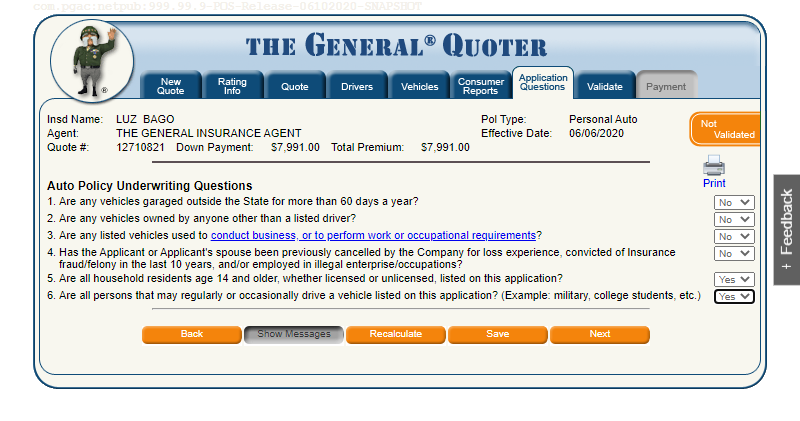 com.pgac:netpub:999.99.9-POS-Release-06102020-SNAPSHOT
THE GENERAL® QUOTER
®
New Quote
Rating Info
Quote
Drivers
Vehicles
Consumer Reports
Application Questions
Validate
Payment
Insd Name: LUZ BAGO Pol Type: Personal Auto
Agent: THE GENERAL INSURANCE AGENT Effective Date: 06/06/2020
Quote #: 12710821 Down Payment: $7,991.00 Total Premium: $7,991.00
Not
Validated
Print
Auto Policy Underwriting Questions
1. Are any vehicles garaged outside the State for more than 60 days a year? No
2. Are any vehicles owned by anyone other than a listed driver? No
3. Are any listed vehicles used to conduct business, or to perform work or occupational requirements? No
4. Has the Applicant or Applicant's spouse been previously cancelled by the Company for loss experience, convicted of Insurance No
fraud/felony in the last 10 years, and/or employed in illegal enterprise/occupations?
5. Are all household residents age 14 and older, whether licensed or unlicensed, listed on this application? Yes
6. Are all persons that may regularly or occasionally drive a vehicle listed on this application? (Example: military, college students, etc.) Yes
Back Show Messages Recalculate Save Next
+ Feedback